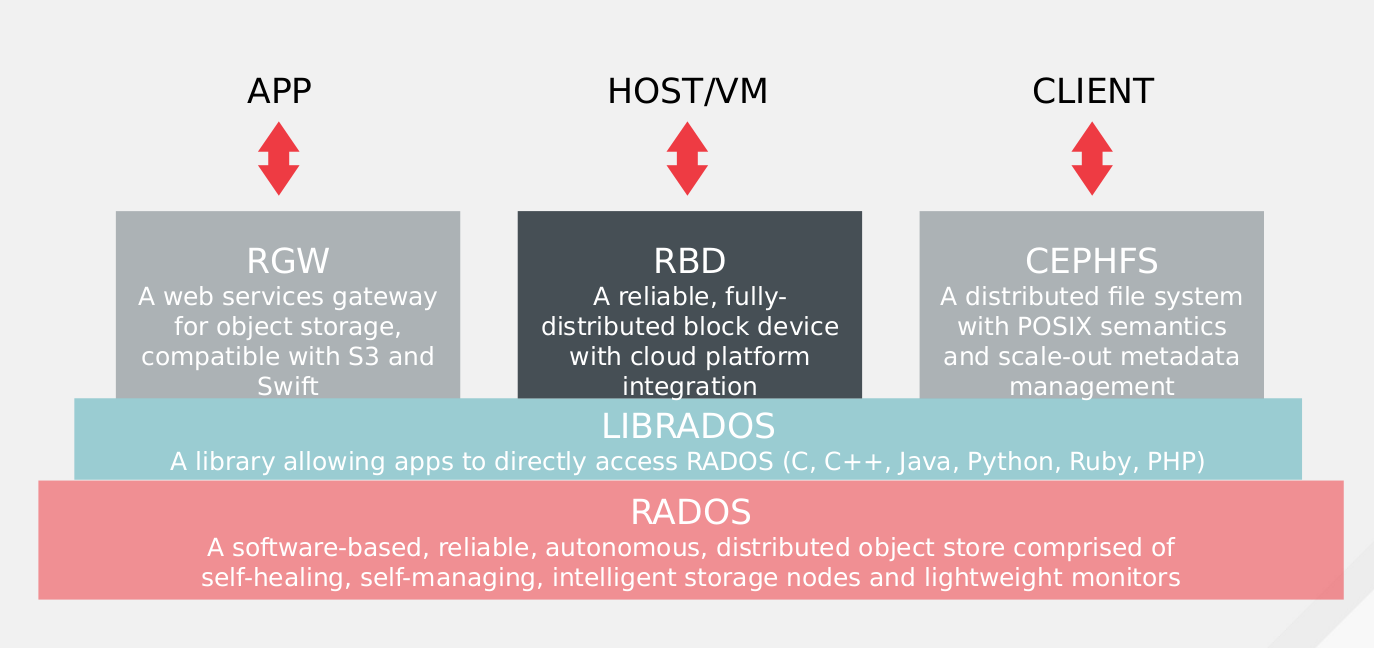 APP
HOST/VM
CLIENT
RGW
A web services gateway
for object storage,
compatible with S3 and
Swift
RBD
A reliable, fully-
distributed block device
with cloud platform
integration
CEPHFS
A distributed file system
with POSIX semantics
and scale-out metadata
management
LIBRADOS
A library allowing apps to directly access RADOS (C, C++, Java, Python, Ruby, PHP)
RADOS
A software-based, reliable, autonomous, distributed object store comprised of
self-healing, self-managing, intelligent storage nodes and lightweight monitors